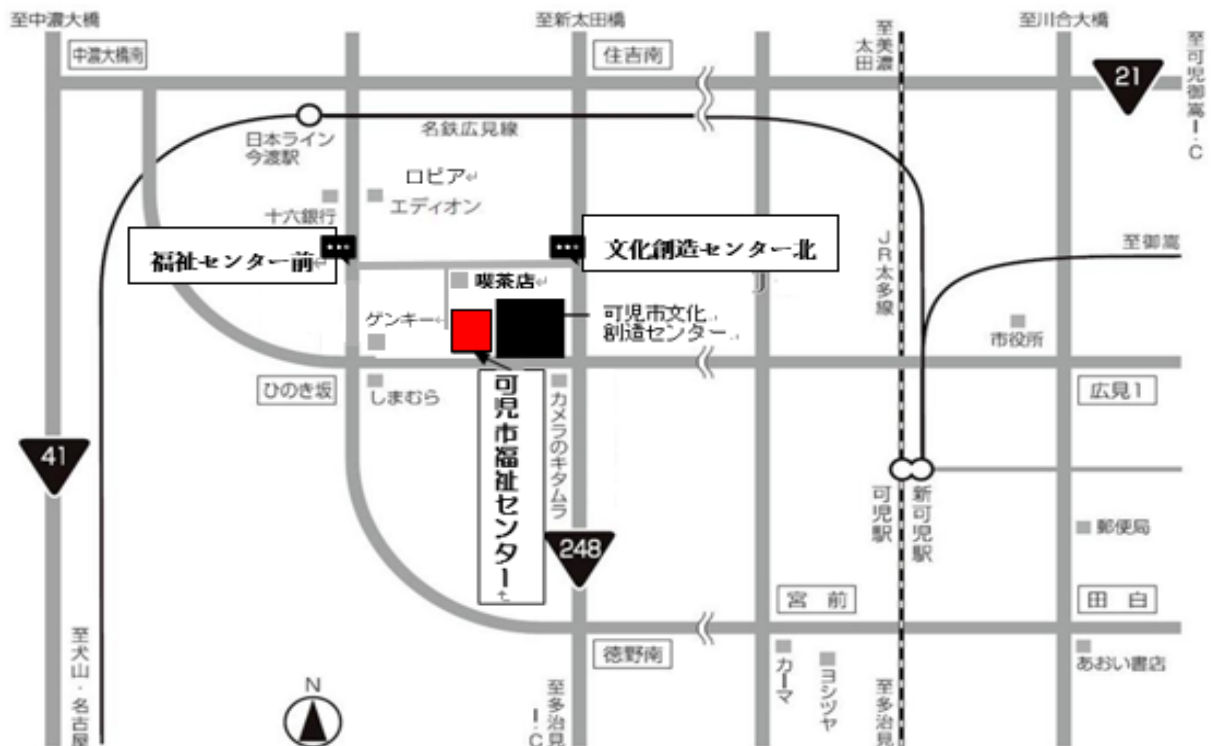 至中濃大橋
至新太田橋
至川合大橋
中濃大橋南
住吉南
至美濃
太田
21
至可児御嵩I・C
日本ライン
今渡駅
名鉄広見線
ロピア
十六銀行
エディオン
福祉センター前
文化創造センター北
JR太多線
至御嵩
喫茶店
ゲンキー
可児市文化
創造センター
市役所
ひのき坂
しまむら
可児市福祉センター
カメラのキタムラ
広見1
41
248
可児駅
新可児駅
郵便局
宮 前
田 白
徳野南
カーマ
ヨシヅヤ
あおい書店
至犬山・名古屋
N
至多治見
I・C
至多治見